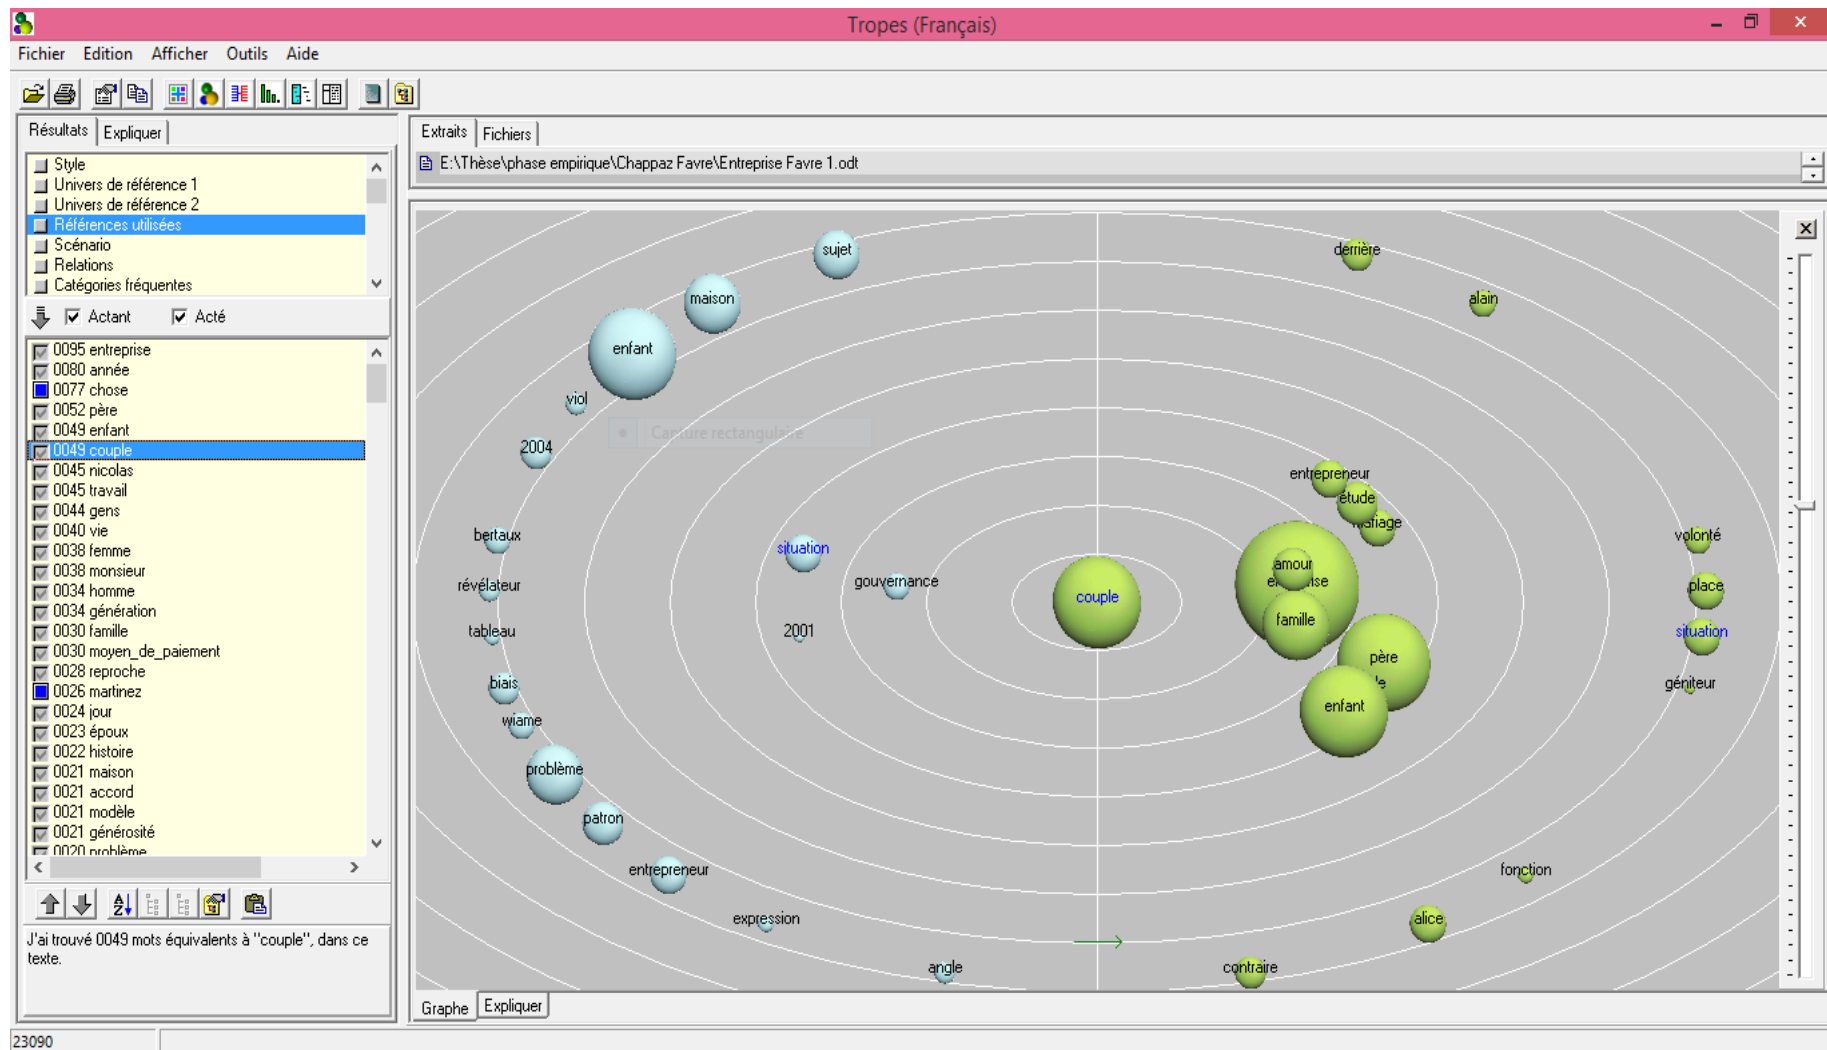 Tropes (Français)
Fichier Edition Afficher Outils Aide
Résultats Expliquer
Style
Univers de référence 1
Univers de référence 2
Références utilisées
Scénario
Relations
Catégories fréquentes
Actant Acté
0095 entreprise
0080 année
0077 chose
0052 père
0049 enfant
0049 couple
0045 nicolas
0045 travail
0044 gens
0040 vie
0038 femme
0038 monsieur
0034 homme
0034 génération
0030 famille
0030 moyen_de_paiement
0028 reproche
0026 martinez
0024 jour
0023 époux
0022 histoire
0021 maison
0021 accord
0021 modèle
0021 générosité
0020 problème
J'ai trouvé 0049 mots équivalents à "couple", dans ce
texte.
23090
Extraits Fichiers
E:\Thèse\phase empirique\Chappaz Favre\Entreprise Favre 1.odt
sujet
derrière
maison
alain
enfant
viol
Capture rectangulaire
2004
entrepreneur
étude
mariage
bertaux
volonté
situation
amour
gouvernance
entreprise
révélateur
place
couple
famille
tableau
2001
situation
père
biais
géniteur
enfant
wiame
problème
patron
entrepreneur
fonction
expression
alice
angle
contraire
Graphe Expliquer